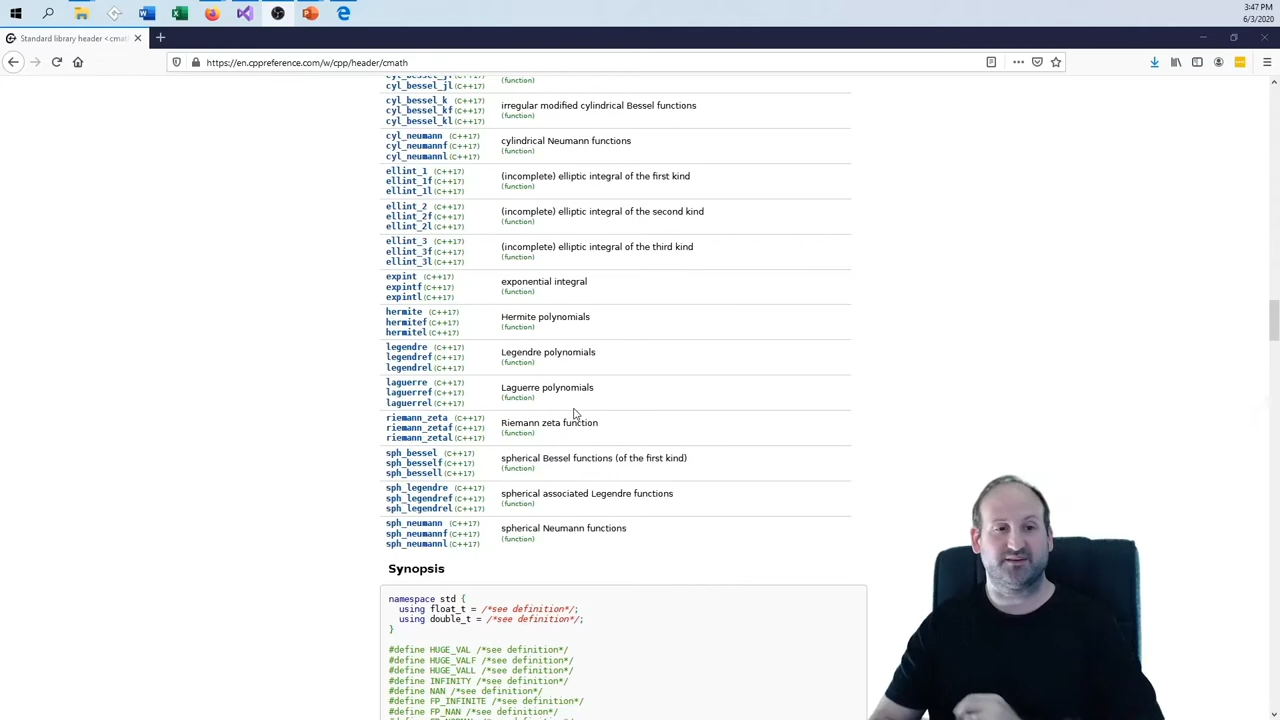 3:47 PM
6/3/2020
Standard library header <cmath
https://en.cppreference.com/w/cpp/header/cmath
cyl_bessel_jl (C++17)
(function)
cyl_bessel_k (C++17)
cyl_bessel_kf (C++17)
cyl_bessel_kl (C++17)
irregular modified cylindrical Bessel functions
(function)
cyl_neumann (C++17)
cyl_neumannf (C++17)
cyl_neumannl (C++17)
cylindrical Neumann functions
(function)
ellint_1 (C++17)
ellint_1f (C++17)
ellint_1l (C++17)
(incomplete) elliptic integral of the first kind
(function)
ellint_2 (C++17)
ellint_2f (C++17)
ellint_2l (C++17)
(incomplete) elliptic integral of the second kind
(function)
ellint_3 (C++17)
ellint_3f (C++17)
ellint_3l (C++17)
(incomplete) elliptic integral of the third kind
(function)
expint (C++17)
expintf (C++17)
expintl (C++17)
exponential integral
(function)
hermite (C++17)
hermitef (C++17)
hermitel (C++17)
Hermite polynomials
(function)
legendre (C++17)
legendref (C++17)
legendrel (C++17)
Legendre polynomials
(function)
laguerre (C++17)
laguerref (C++17)
laguerrel (C++17)
Laguerre polynomials
(function)
riemann_zeta (C++17)
riemann_zetaf (C++17)
riemann_zetal (C++17)
Riemann zeta function
(function)
sph_bessel (C++17)
sph_besself (C++17)
sph_bessell (C++17)
spherical Bessel functions (of the first kind)
(function)
sph_legendre (C++17)
sph_legendref (C++17)
sph_legendrel (C++17)
spherical associated Legendre functions
(function)
sph_neumann (C++17)
sph_neumannf (C++17)
sph_neumannl (C++17)
spherical Neumann functions
(function)
Synopsis
namespace std {
using float_t = /*see definition*/;
using double_t = /*see definition*/;
}
#define HUGE_VAL /*see definition*/
#define HUGE_VALF /*see definition*/
#define HUGE_VALL /*see definition*/
#define INFINITY /*see definition*/
#define NAN /*see definition*/
#define FP_INFINITE /*see definition*/
#define FP_NAN /*see definition*/